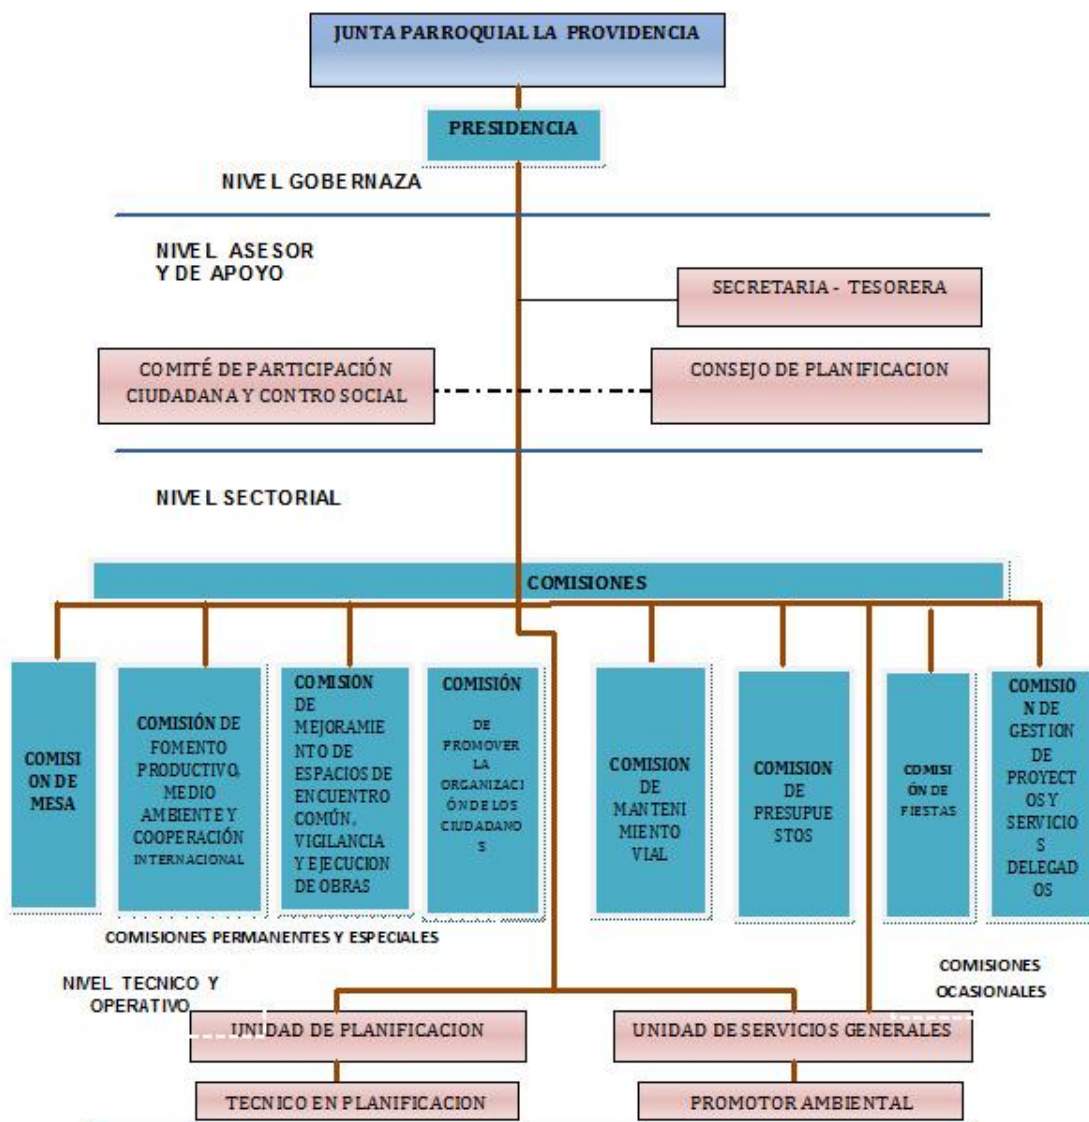 JUNTA PARROQUIAL LA PROVIDENCIA
PRESIDENCIA
NIVEL GOBERNAZA
NIVEL ASESOR
Y DE APOYO
SECRETARIA - TESORERA
COMITÉ DE PARTICIPACIÓN
CIUDADANA Y CONTRO SOCIAL
CONSEJO DE PLANIFICACION
NIVEL SECTORIAL
COMISIONES
COMISI
ON DE
MESA
COMISIÓN DE
FOMENTO
PRODUCTIVO,
MEDIO
AMBIENTE Y
COOPERACIÓN
INTERNACIONAL
COMISION
DE
MEJORAMIE
NTO DE
ESPACIOS DE
ENCUENTRO
COMÚN,
VIGILANCIA
Y EJECUCION
DE OBRAS
COMISIÓN
DE
PROMOVER
LA
ORGANIZACI
ÓN DE LOS
CIUDADANO
S
COMISION
DE
MANTENI
MIENTO
VIAL
COMISION
DE
PRESUPU
ESTOS
COMISI
ÓN DE
FIESTAS
COMISIO
N DE
GESTION
DE
PROYECT
OS Y
SERVICIO
S
DELEGAD
OS
COMISIONES PERMANENTES Y ESPECIALES
NIVEL TECNICO Y
OPERATIVO
COMISIONES
OCASIONALES
UNIDAD DE PLANIFICACION
UNIDAD DE SERVICIOS GENERALES
TECNICO EN PLANIFICACION
PROMOTOR AMBIENTAL